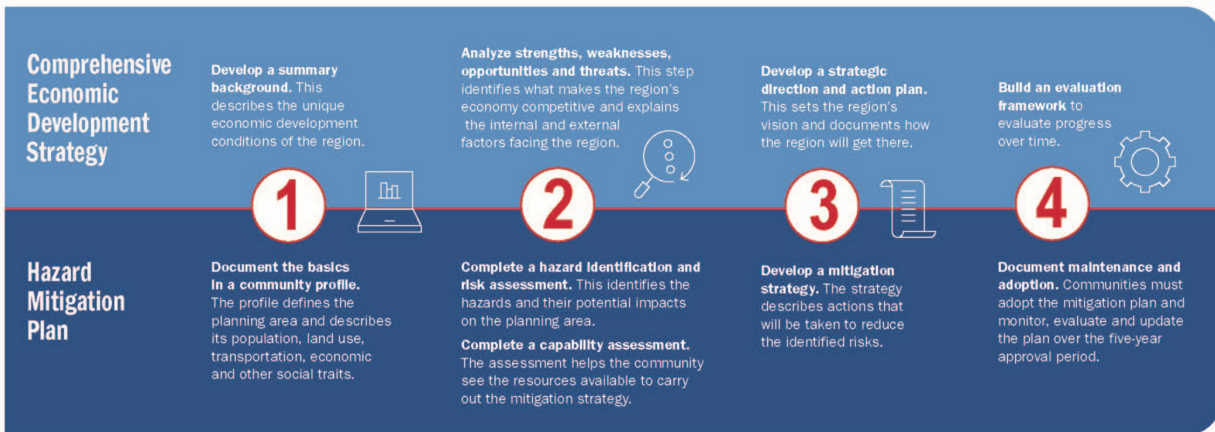 Comprehensive
Economic
Development
Strategy
Develop a summary
background. This
describes the unique
economic development
conditions of the region.
Analyze strengths, weaknesses,
opportunities and threats. This step
identifies what makes the region's
economy competitive and explains
the internal and external
factors facing the region.
Develop a strategic
direction and action plan.
This sets the region's
vision and documents how
the region will get there.
Build an evaluation
framework to
evaluate progress
over time.
1
2
3
4
Hazard
Mitigation
Plan
Document the basics
in a community profile.
The profile defines the
planning area and describes
its population, land use,
transportation, economic
and other social traits.
Complete a hazard identification and
risk assessment. This identifies the
hazards and their potential impacts
on the planning area.
Complete a capability assessment.
The assessment helps the community
see the resources available to carry
out the mitigation strategy.
Develop a mitigation
strategy. The strategy
describes actions that
will be taken to reduce
the identified risks.
Document maintenance and
adoption. Communities must
adopt the mitigation plan and
monitor, evaluate and update
the plan over the five-year
approval period.